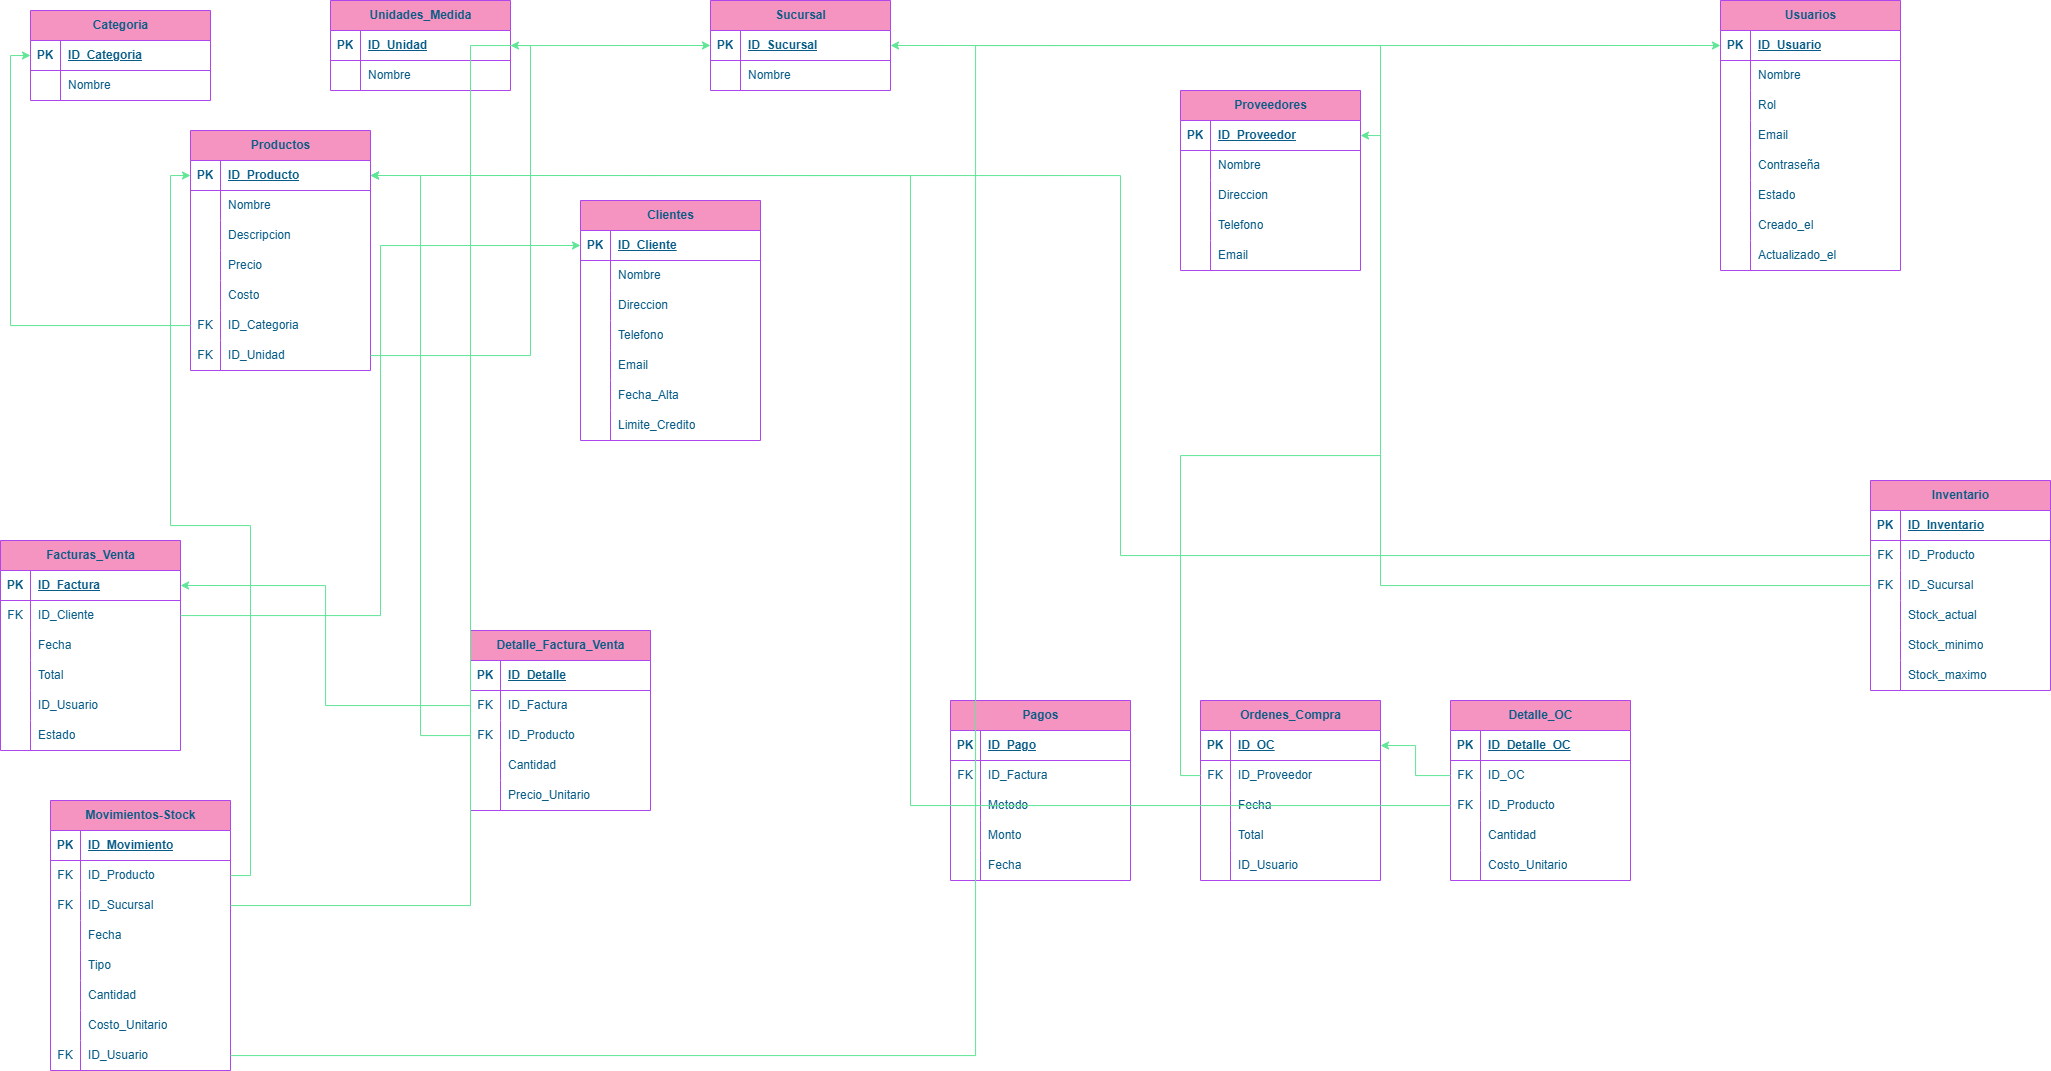 Categoria
PK ID_Categoria
Nombre
Unidades_Medida
PK ID_Unidad
Nombre
Sucursal
PK ID_Sucursal
Nombre
Usuarios
PK ID_Usuario
Nombre
Rol
Email
Contraseña
Estado
Creado_el
Actualizado_el
Proveedores
PK ID_Proveedor
Nombre
Direccion
Telefono
Email
Productos
PK ID_Producto
Nombre
Descripcion
Precio
Costo
FK ID_Categoria
FK ID_Unidad
Clientes
PK ID_Cliente
Nombre
Direccion
Telefono
Email
Fecha_Alta
Limite_Credito
Inventario
PK ID_Inventario
FK ID_Producto
FK ID_Sucursal
Stock_actual
Stock_minimo
Stock_maximo
Facturas_Venta
PK ID_Factura
FK ID_Cliente
Fecha
Total
ID_Usuario
Estado
Detalle_Factura_Venta
PK ID_Detalle
FK ID_Factura
FK ID_Producto
Cantidad
Precio_Unitario
Pagos
PK ID_Pago
FK ID_Factura
Metodo
Monto
Fecha
Ordenes_Compra
PK ID_OC
FK ID_Proveedor
Fecha
Total
ID_Usuario
Detalle_OC
PK ID_Detalle_OC
FK ID_OC
FK ID_Producto
Cantidad
Costo_Unitario
Movimientos-Stock
PK ID_Movimiento
FK ID_Producto
FK ID_Sucursal
Fecha
Tipo
Cantidad
Costo_Unitario
FK ID_Usuario